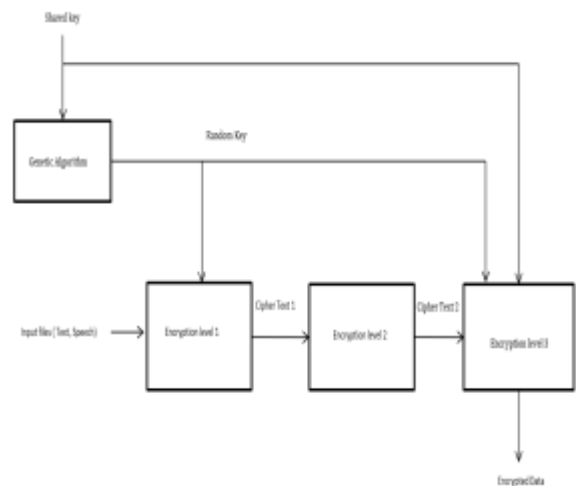 Shared key
Genetic Algorithm
Random Key
Input files ( Text, Speech)
Encryption level 1
Cipher Text 1
Encryption level 2
Cipher Text 2
Encryption level 3
Encrypted Data